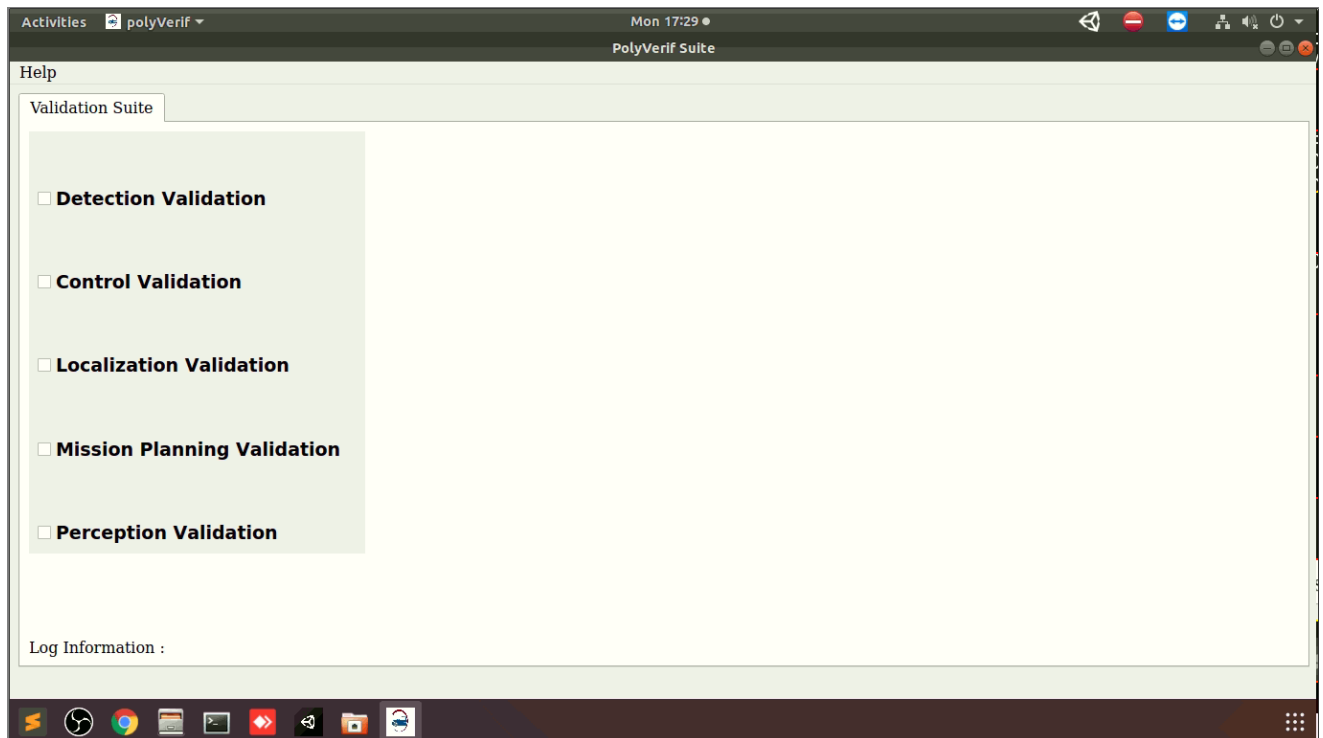 Activities polyVerif Mon 17:29
PolyVerif Suite
Help
Validation Suite
Detection Validation
Control Validation
Localization Validation
Mission Planning Validation
Perception Validation
Log Information :